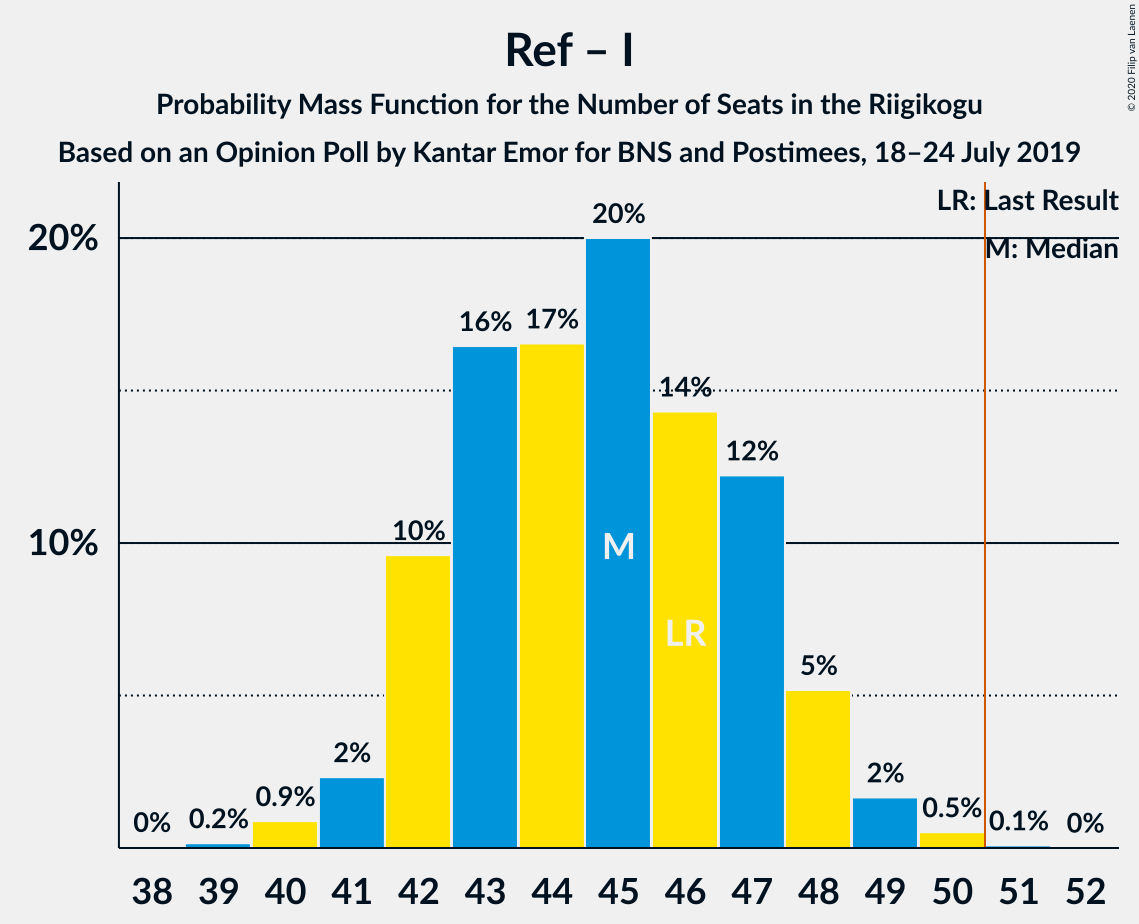 Ref – I
Probability Mass Function for the Number of Seats in the Riigikogu
Based on an Opinion Poll by Kantar Emor for BNS and Postimees, 18–24 July 2019
© 2020 Filip van Laenen
LR: Last Result
M: Median
20%
10%
0%
0.2%
0.9%
2%
10%
16%
17%
20%
14%
12%
5%
2%
0.5%
0.1%
0%
M
LR
38 39 40 41 42 43 44 45 46 47 48 49 50 51 52